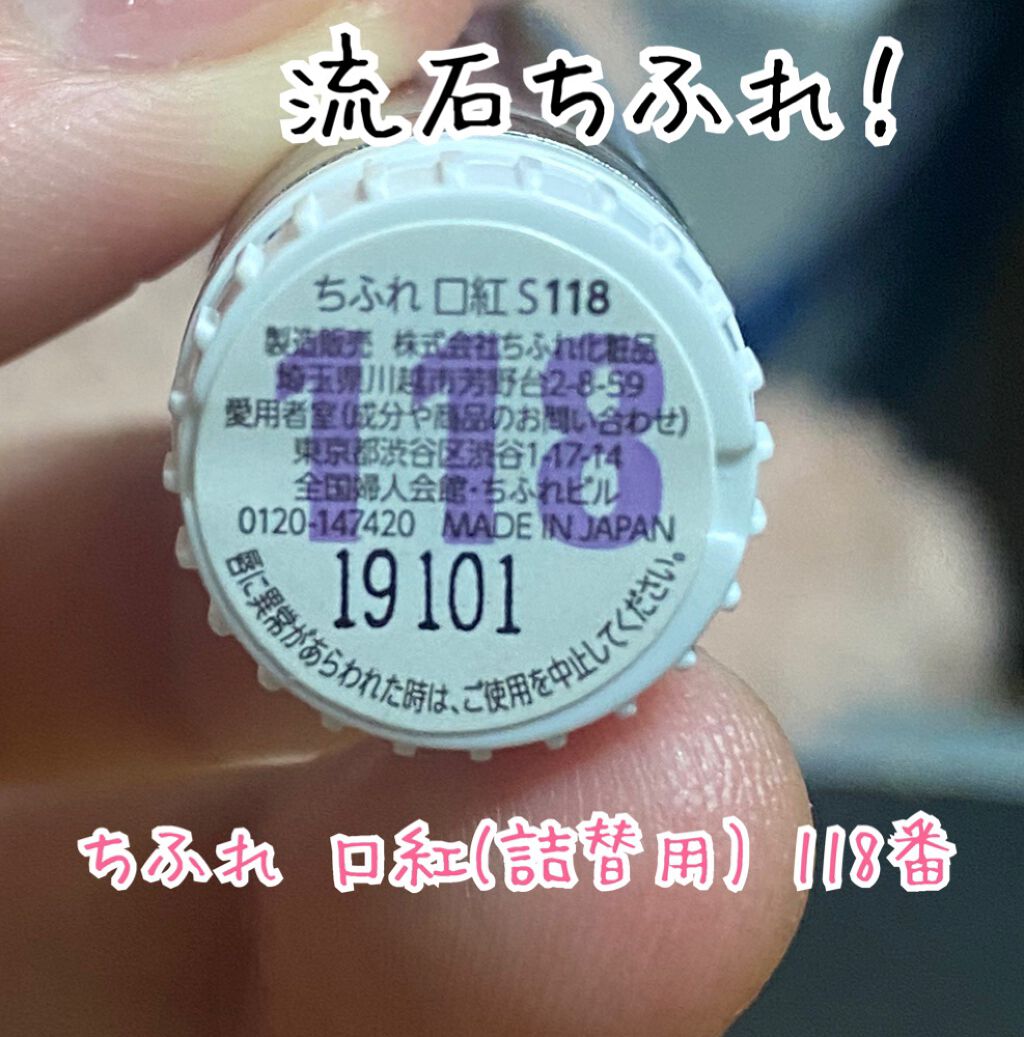 流石ちふれ!
ちふれ 口紅 S118
118
製造販売 株式会社ちふれ化粧品
埼玉県川越市芳野台2-8-59
愛用者室(成分や商品のお問い合わせ)
東京都渋谷区渋谷1-17-14
全国婦人会館・ちふれビル
0120-147420 MADE IN JAPAN
19101
唇に異常があらわれた時は、ご使用を中止してください。
ちふれ 口紅(詰替用) 118番